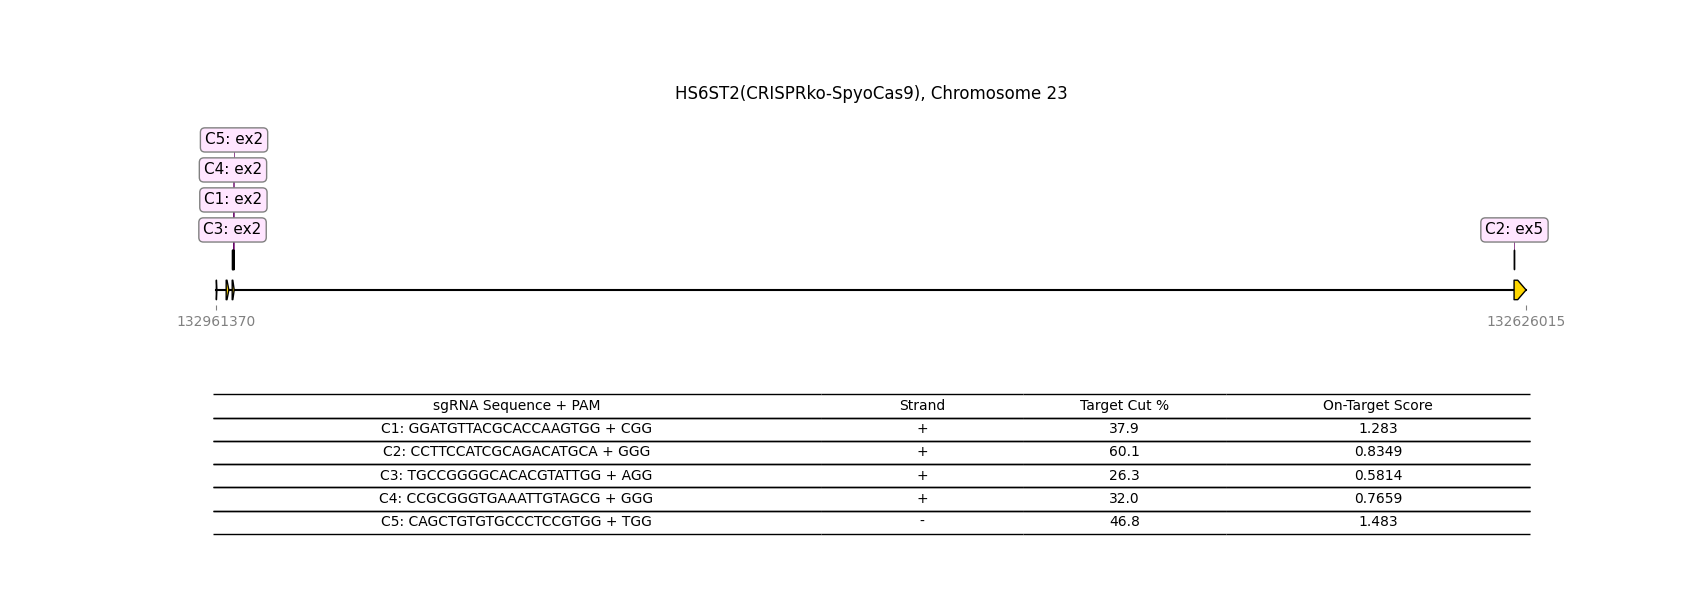 HS6ST2(CRISPRko-SpyoCas9), Chromosome 23
C5: ex2
C4: ex2
C1: ex2
C3: ex2
C2: ex5
132961370
132626015
sgRNA Sequence + PAM Strand Target Cut % On-Target Score
C1: GGATGTTACGCACCAAGTGG + CGG + 37.9 1.283
C2: CCTTCCATCGCAGACATGCA + GGG + 60.1 0.8349
C3: TGCCGGGGCACACGTATTGG + AGG + 26.3 0.5814
C4: CCGCGGGTGAAATTGTAGCG + GGG + 32.0 0.7659
C5: CAGCTGTGTGCCCTCCGTGG + TGG - 46.8 1.483